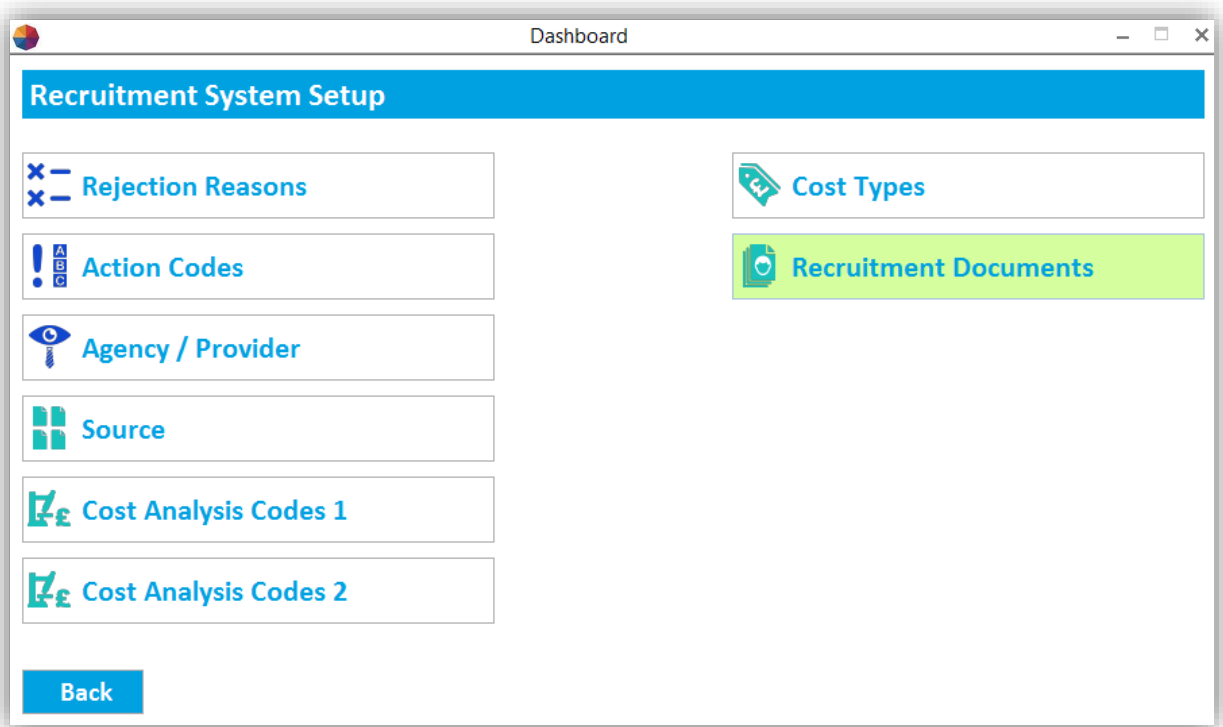 Dashboard
Recruitment System Setup
Rejection Reasons
Action Codes
Agency / Provider
Source
Cost Analysis Codes 1
Cost Analysis Codes 2
Cost Types
Recruitment Documents
Back